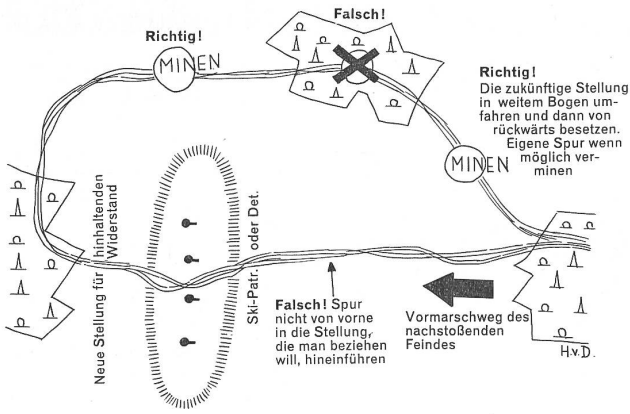 Falsch!
Richtig!
MINEN
Richtig!
Die zukünftige Stellung
in weitem Bogen um-
fahren und dann von
rückwärts besetzen.
Eigene Spur wenn
möglich ver-
minen
MINEN
Neue Stellung für hinhaltenden
Widerstand
Ski-Patr. oder Det.
Falsch! Spur
nicht von vorne
in die Stellung,
die man beziehen
will, hineinführen
Vormarschweg des
nachstoßenden
Feindes
H.v.D.